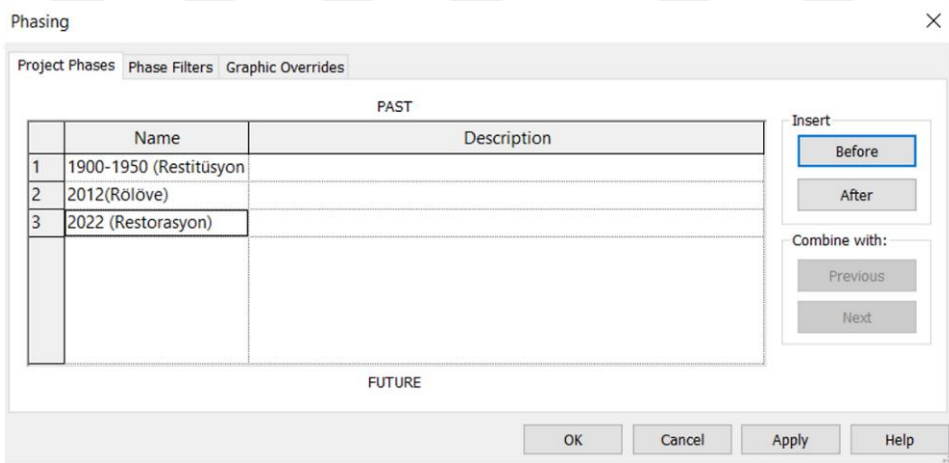 Phasing
Project Phases Phase Filters Graphic Overrides
PAST
Name Description
1 1900-1950 (Restitüsyon
2 2012(Rölöve)
3 2022 (Restorasyon)
FUTURE
Insert
Before
After
Combine with:
Previous
Next
OK Cancel Apply Help